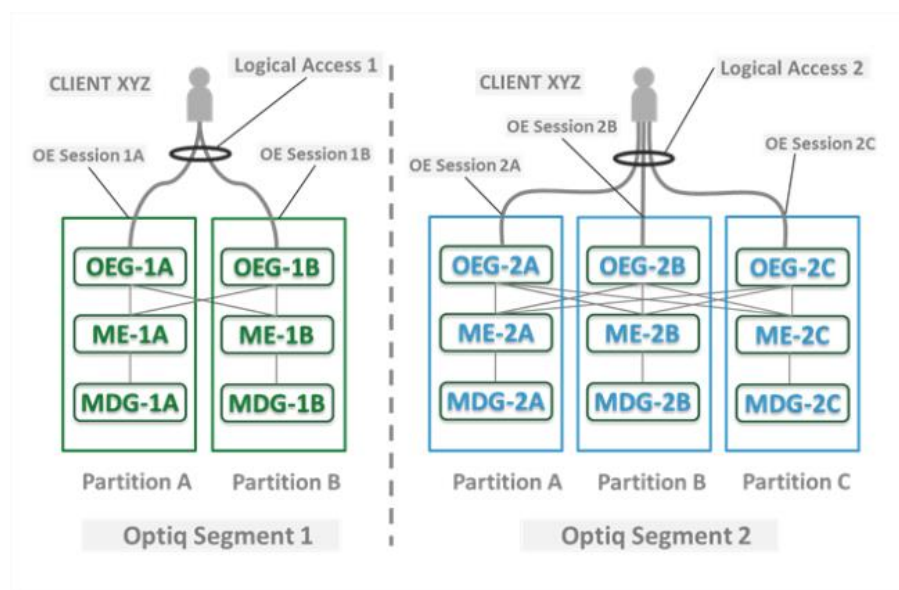 CLIENT XYZ
Logical Access 1
OE Session 1A
OE Session 1B
OEG-1A
OEG-1B
ME-1A
ME-1B
MDG-1A
MDG-1B
Partition A
Partition B
Optiq Segment 1
CLIENT XYZ
Logical Access 2
OE Session 2B
OE Session 2A
OE Session 2C
OEG-2A
OEG-2B
OEG-2C
ME-2A
ME-2B
ME-2C
MDG-2A
MDG-2B
MDG-2C
Partition A
Partition B
Partition C
Optiq Segment 2